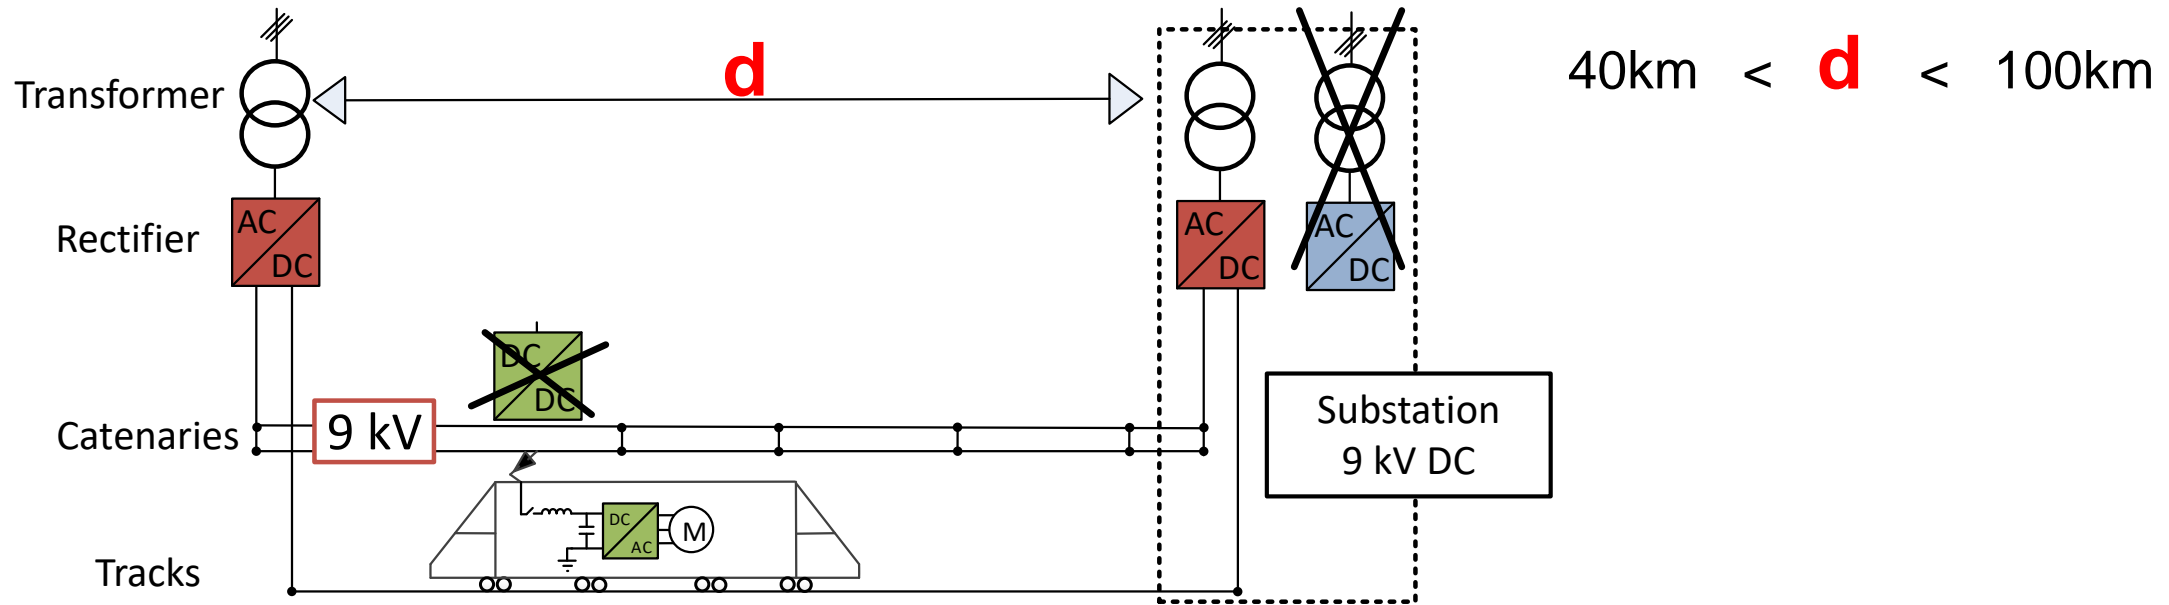 d
40km < d < 100km
Transformer
Rectifier
AC
DC
AC
DC
AC
DC
DC
DC
Catenaries
9 kV
Substation
9 kV DC
DC
AC
M
Tracks